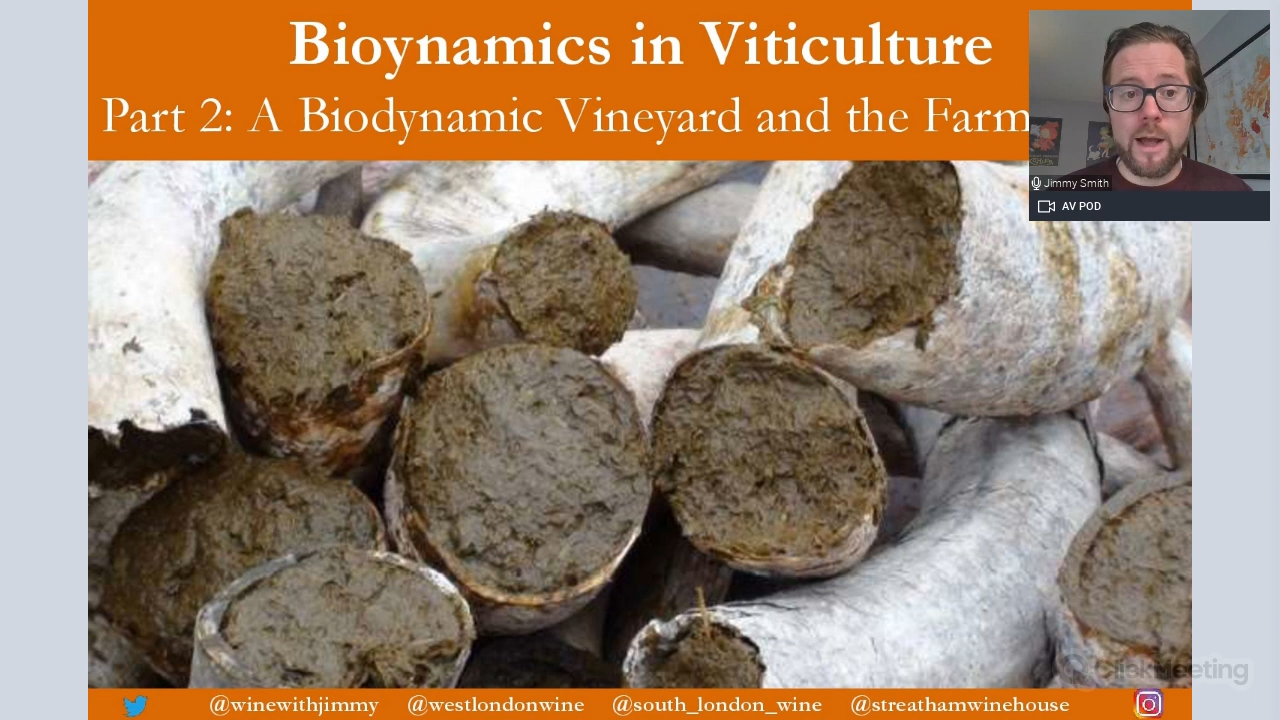 Bioynamics in Viticulture
Part 2: A Biodynamic Vineyard and the Farm
Jimmy Smith
AV POD
ClickMeeting
@winewithjimmy @westlondonwine @south_london_wine @streathamwinehouse